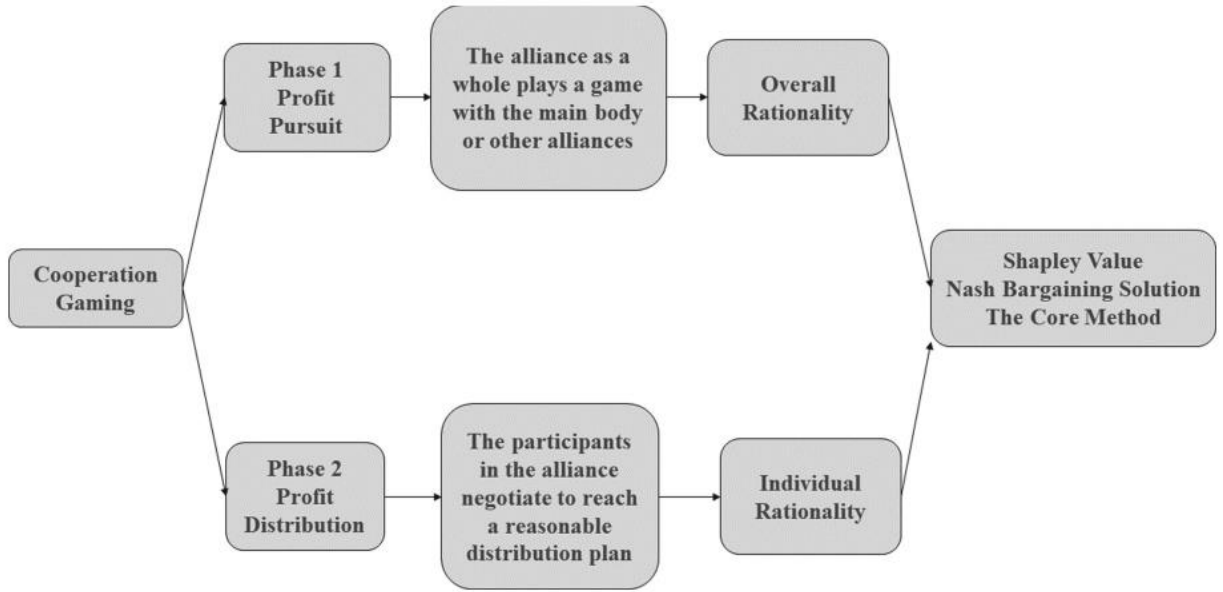 Phase 1
Profit
Pursuit
The alliance as a
whole plays a game
with the main body
or other alliances
Overall
Rationality
Cooperation
Gaming
Shapley Value
Nash Bargaining Solution
The Core Method
Phase 2
Profit
Distribution
The participants
in the alliance
negotiate to reach
a reasonable
distribution plan
Individual
Rationality